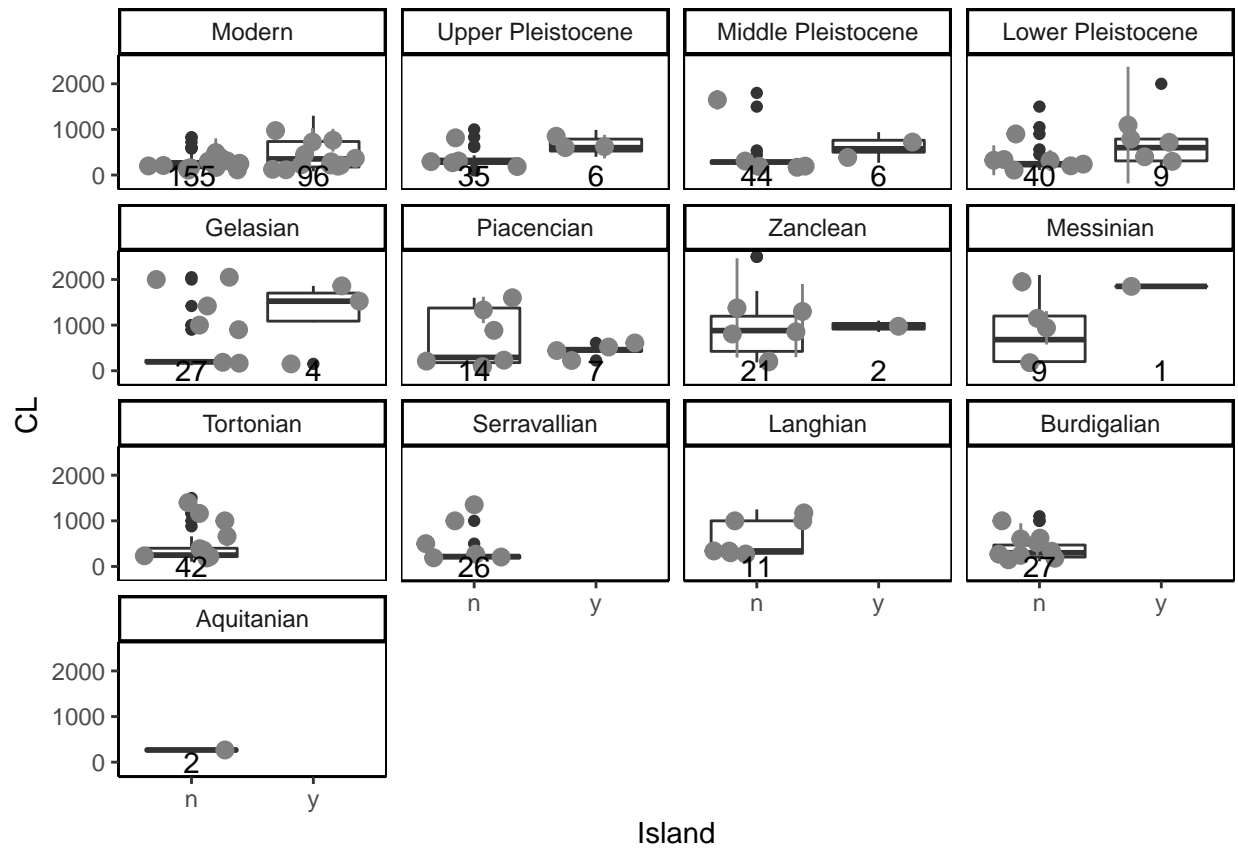 Modern Upper Pleistocene Middle Pleistocene Lower Pleistocene
2000
1000
0
155 96 35 6 44 6 40 9
Gelasian Piacencian Zanclean Messinian
2000
1000
0
27 4 14 7 21 2 9 1
CL
Tortonian Serravallian Langhian Burdigalian
2000
1000
0
42 26 11 27
n y n y n y
Aquitanian
2000
1000
0
2
n y
Island